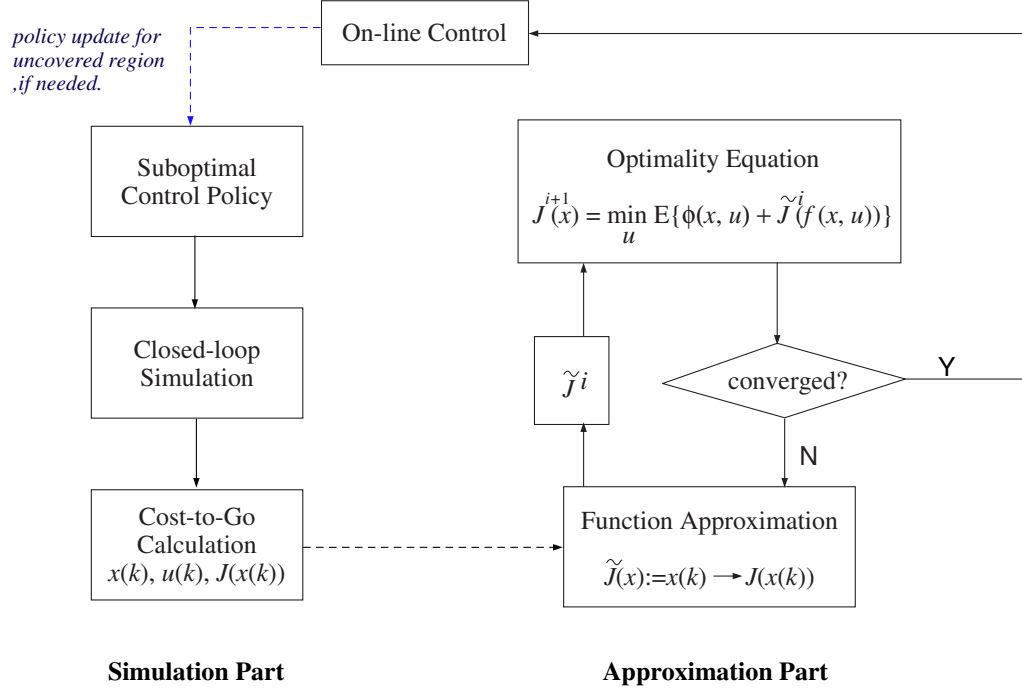 On-line Control
policy update for
uncovered region
,if needed.
Suboptimal
Control Policy
Closed-loop
Simulation
Cost-to-Go
Calculation
x(k), u(k), J(x(k))
Simulation Part
Optimality Equation
J^{i+1}(x) = min_u E{ϕ(x, u) + J̃^i(f(x, u))}
J̃ i
converged?
Y
N
Function Approximation
J̃(x):=x(k) → J(x(k))
Approximation Part